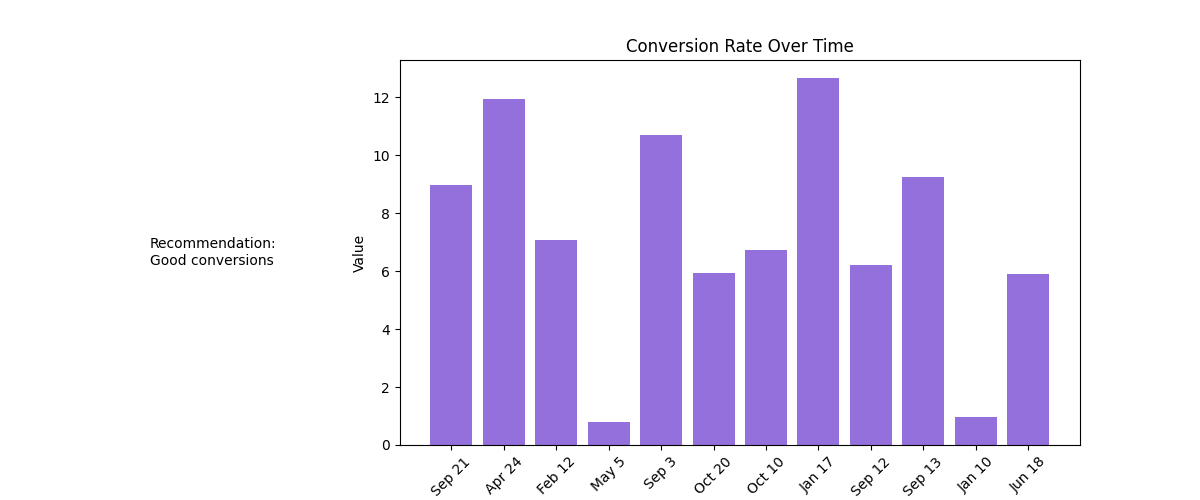 Conversion Rate Over Time
Recommendation:
Good conversions
Value
12
10
8
6
4
2
0
Sep 21
Apr 24
Feb 12
May 5
Sep 3
Oct 20
Oct 10
Jan 17
Sep 12
Sep 13
Jan 10
Jun 18